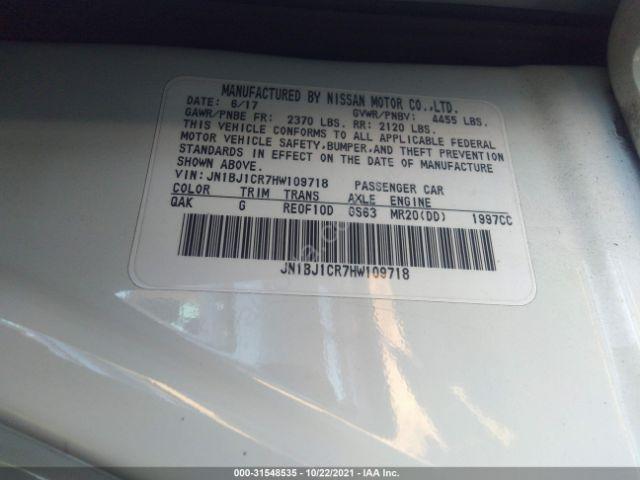 MANUFACTURED BY NISSAN MOTOR CO.,LTD.
DATE: 6/17 GVWR/PNBV: 4455 LBS.
GAWR/PNBE FR: 2370 LBS. RR: 2120 LBS.
THIS VEHICLE CONFORMS TO ALL APPLICABLE FEDERAL
MOTOR VEHICLE SAFETY, BUMPER, AND THEFT PREVENTION
STANDARDS IN EFFECT ON THE DATE OF MANUFACTURE
SHOWN ABOVE.
VIN: JN1BJ1CR7HW109718 PASSENGER CAR
COLOR TRIM TRANS AXLE ENGINE
QAK G RE0F10D GS63 MR20(DD) 1997CC
JN1BJ1CR7HW109718
000-31548535 - 10/22/2021 - IAA Inc.